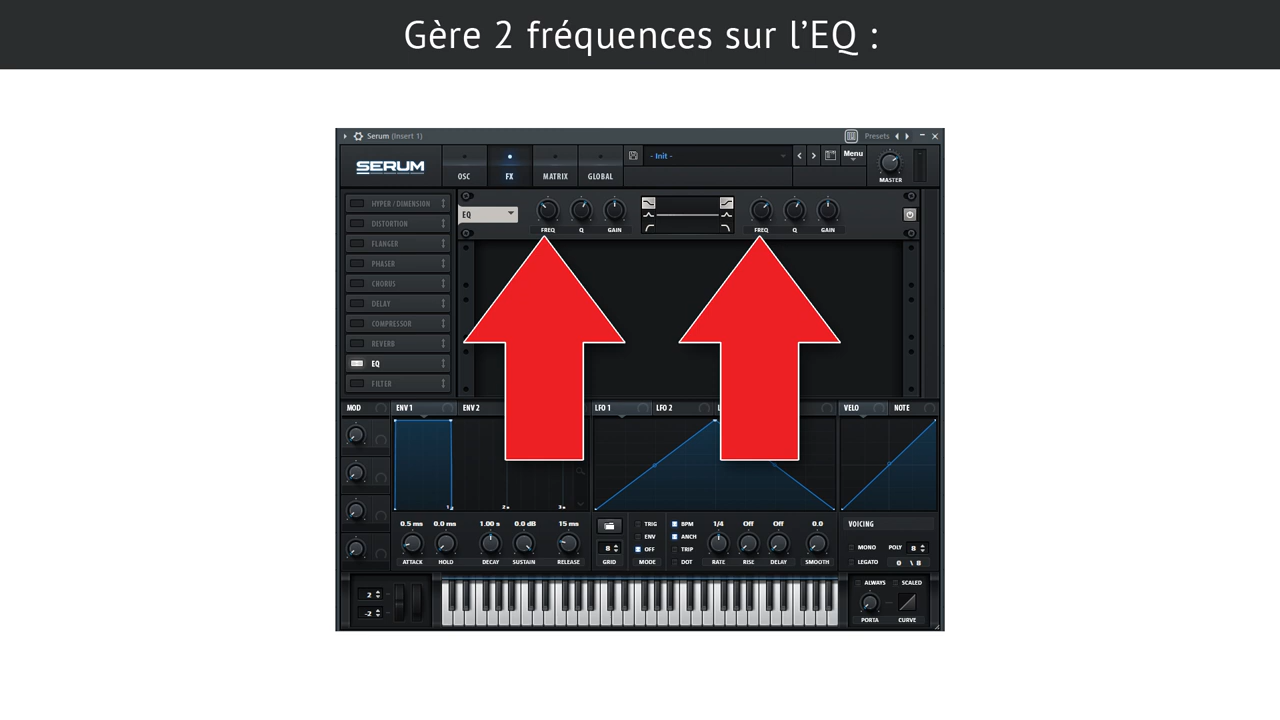 Gère 2 fréquences sur l’EQ :
Serum (Insert 1) Presets
SERUM
OSC FX MATRIX GLOBAL
- Init -
Menu
MASTER
HYPER / DIMENSION
DISTORTION
FLANGER
PHASER
CHORUS
DELAY
COMPRESSOR
REVERB
EQ
FILTER
EQ
FREQ Q GAIN
FREQ Q GAIN
MOD ENV 1 ENV 2 LFO 1 LFO 2 VELO NOTE
0.5 ms 0.0 ms 1.00 s 0.0 dB 15 ms
ATTACK HOLD DECAY SUSTAIN RELEASE
8
GRID
TRIG
ENV
OFF
MODE
BPM
ANCH
TRIP
DOT
1/4 Off Off 0.0
RATE RISE DELAY SMOOTH
VOICING
MONO POLY 8
LEGATO 0 \ 8
2
-2
ALWAYS SCALED
PORTA CURVE